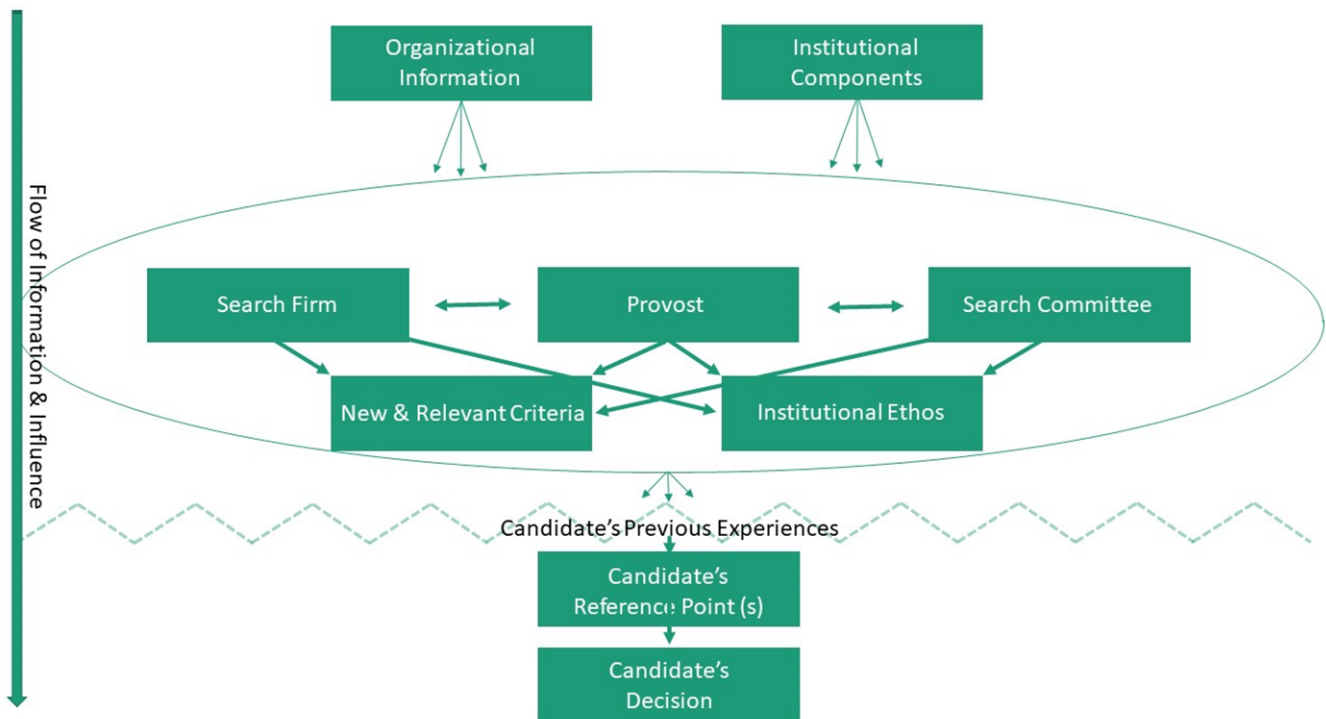 Organizational
Information
Institutional
Components
Flow of Information & Influence
Search Firm
Provost
Search Committee
New & Relevant Criteria
Institutional Ethos
Candidate’s Previous Experiences
Candidate’s
Reference Point (s)
Candidate’s
Decision